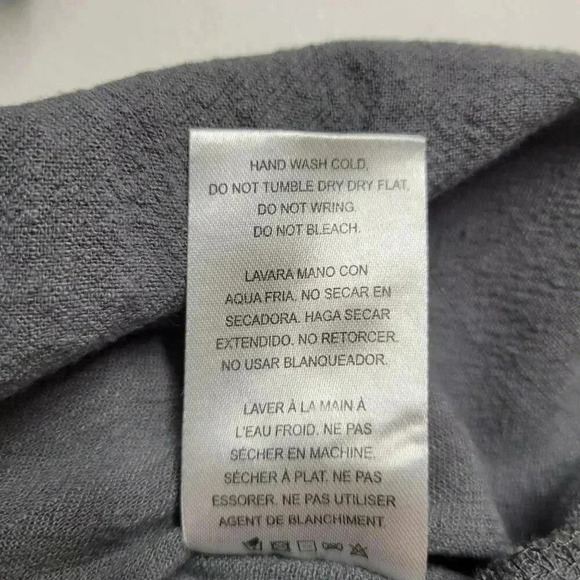 HAND WASH COLD,
DO NOT TUMBLE DRY DRY FLAT,
DO NOT WRING.
DO NOT BLEACH.
LAVARA MANO CON
AQUA FRIA. NO SECAR EN
SECADORA. HAGA SECAR
EXTENDIDO. NO RETORCER.
NO USAR BLANQUEADOR.
LAVER À LA MAIN À
L'EAU FROID. NE PAS
SÉCHER EN MACHINE,
SÉCHER À PLAT. NE PAS
ESSORER. NE PAS UTILISER
AGENT DE BLANCHIMENT.